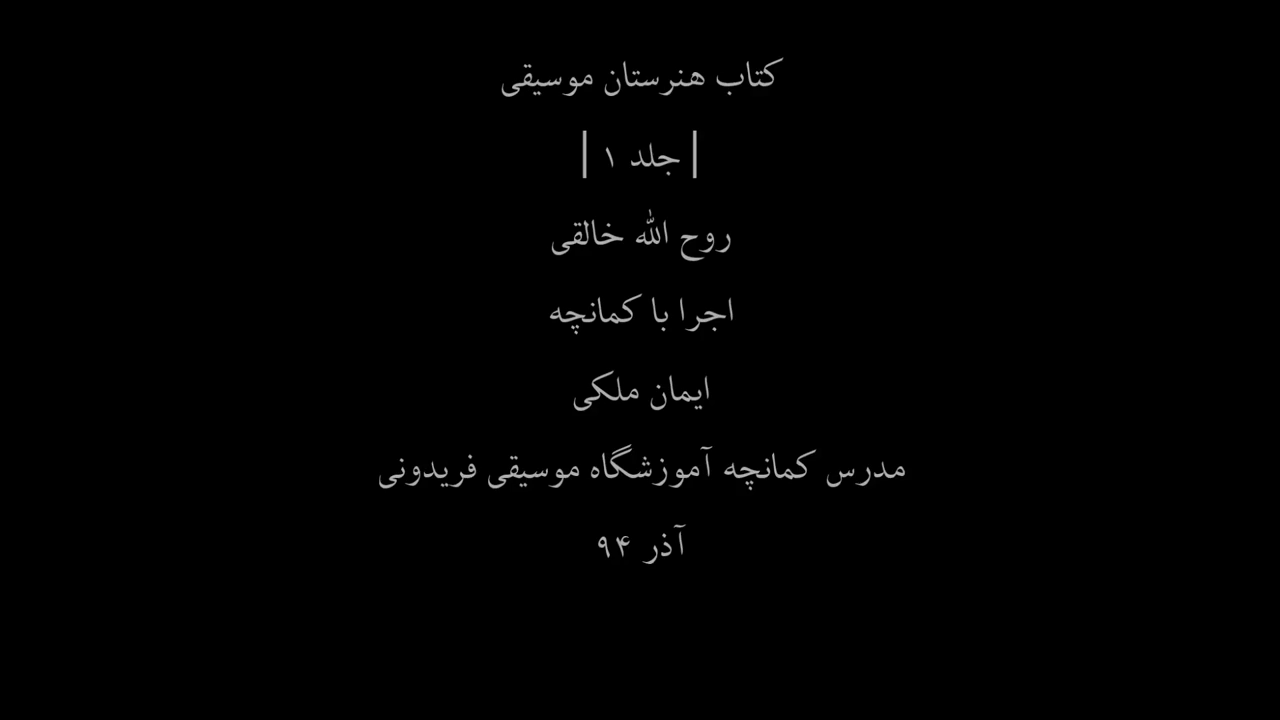 کتاب هنرستان موسیقی
| جلد ۱ |
روح الله خالقی
اجرا با کمانچه
ایمان ملکی
مدرس کمانچه آموزشگاه موسیقی فریدونی
آذر ۹۴